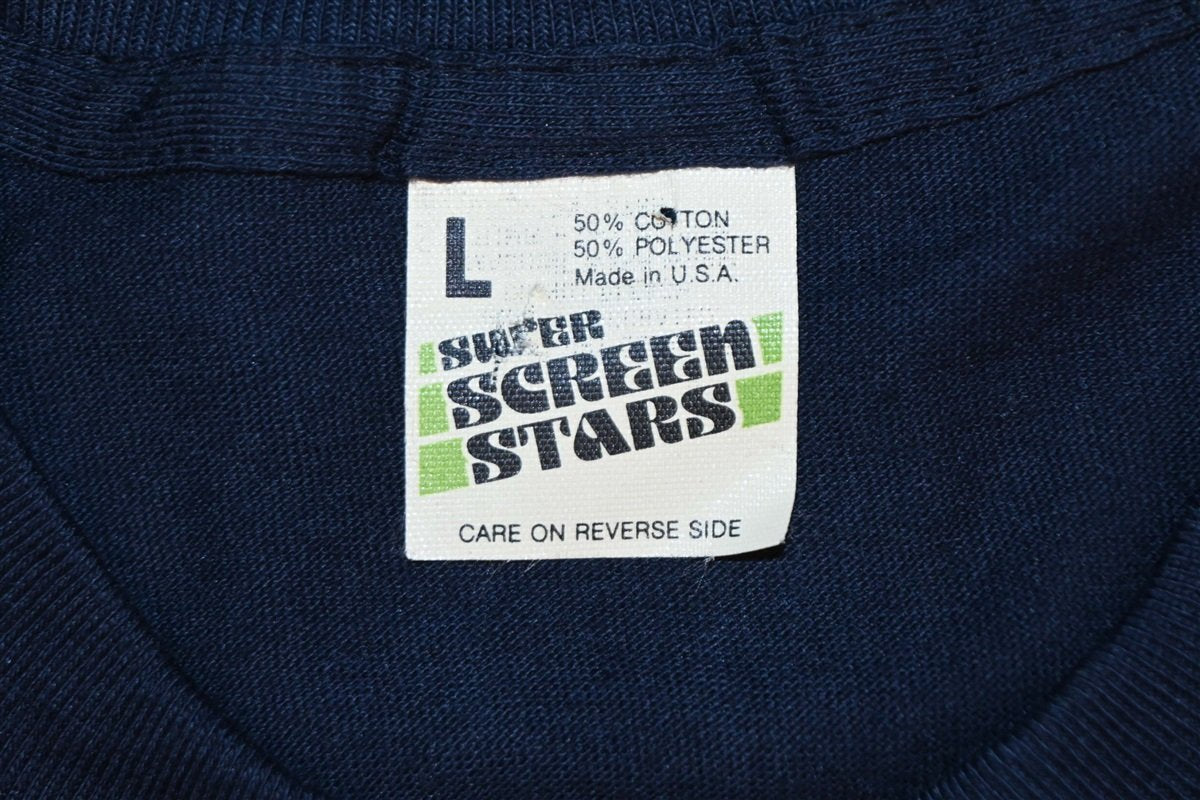 L
50% COTTON
50% POLYESTER
Made in U.S.A.
SUPER
SCREEN
STARS
CARE ON REVERSE SIDE